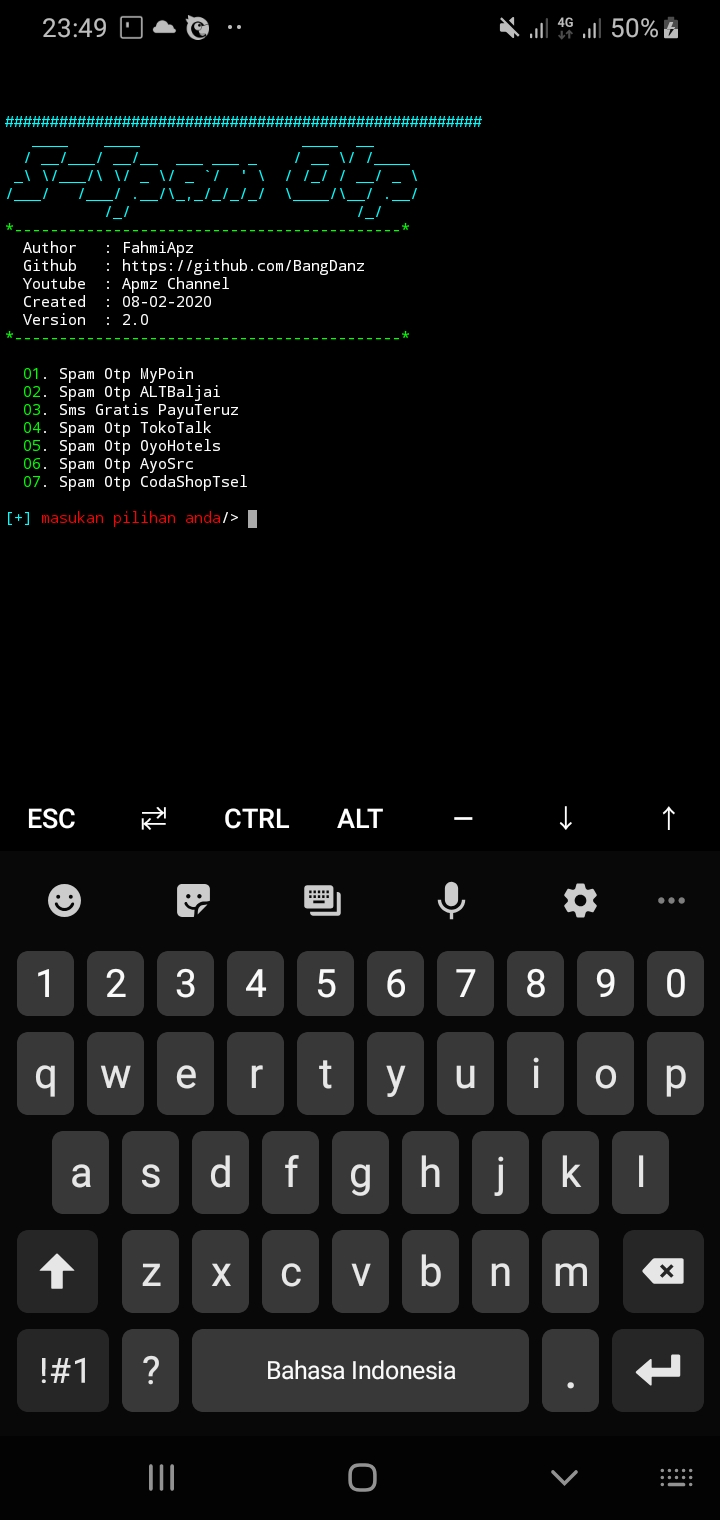 23:49 4G 50%
####################################################
S-Spam Otp
*-------------------------------------------*
Author : FahmiApz
Github : https://github.com/BangDanz
Youtube : Apmz Channel
Created : 08-02-2020
Version : 2.0
*-------------------------------------------*
01. Spam Otp MyPoin
02. Spam Otp ALTBaljai
03. Sms Gratis PayuTeruz
04. Spam Otp TokoTalk
05. Spam Otp OyoHotels
06. Spam Otp AyoSrc
07. Spam Otp CodaShopTsel
[+] masukan pilihan anda/>
ESC ⇄ CTRL ALT — ↓ ↑
1 2 3 4 5 6 7 8 9 0
q w e r t y u i o p
a s d f g h j k l
z x c v b n m
!#1 ? Bahasa Indonesia .